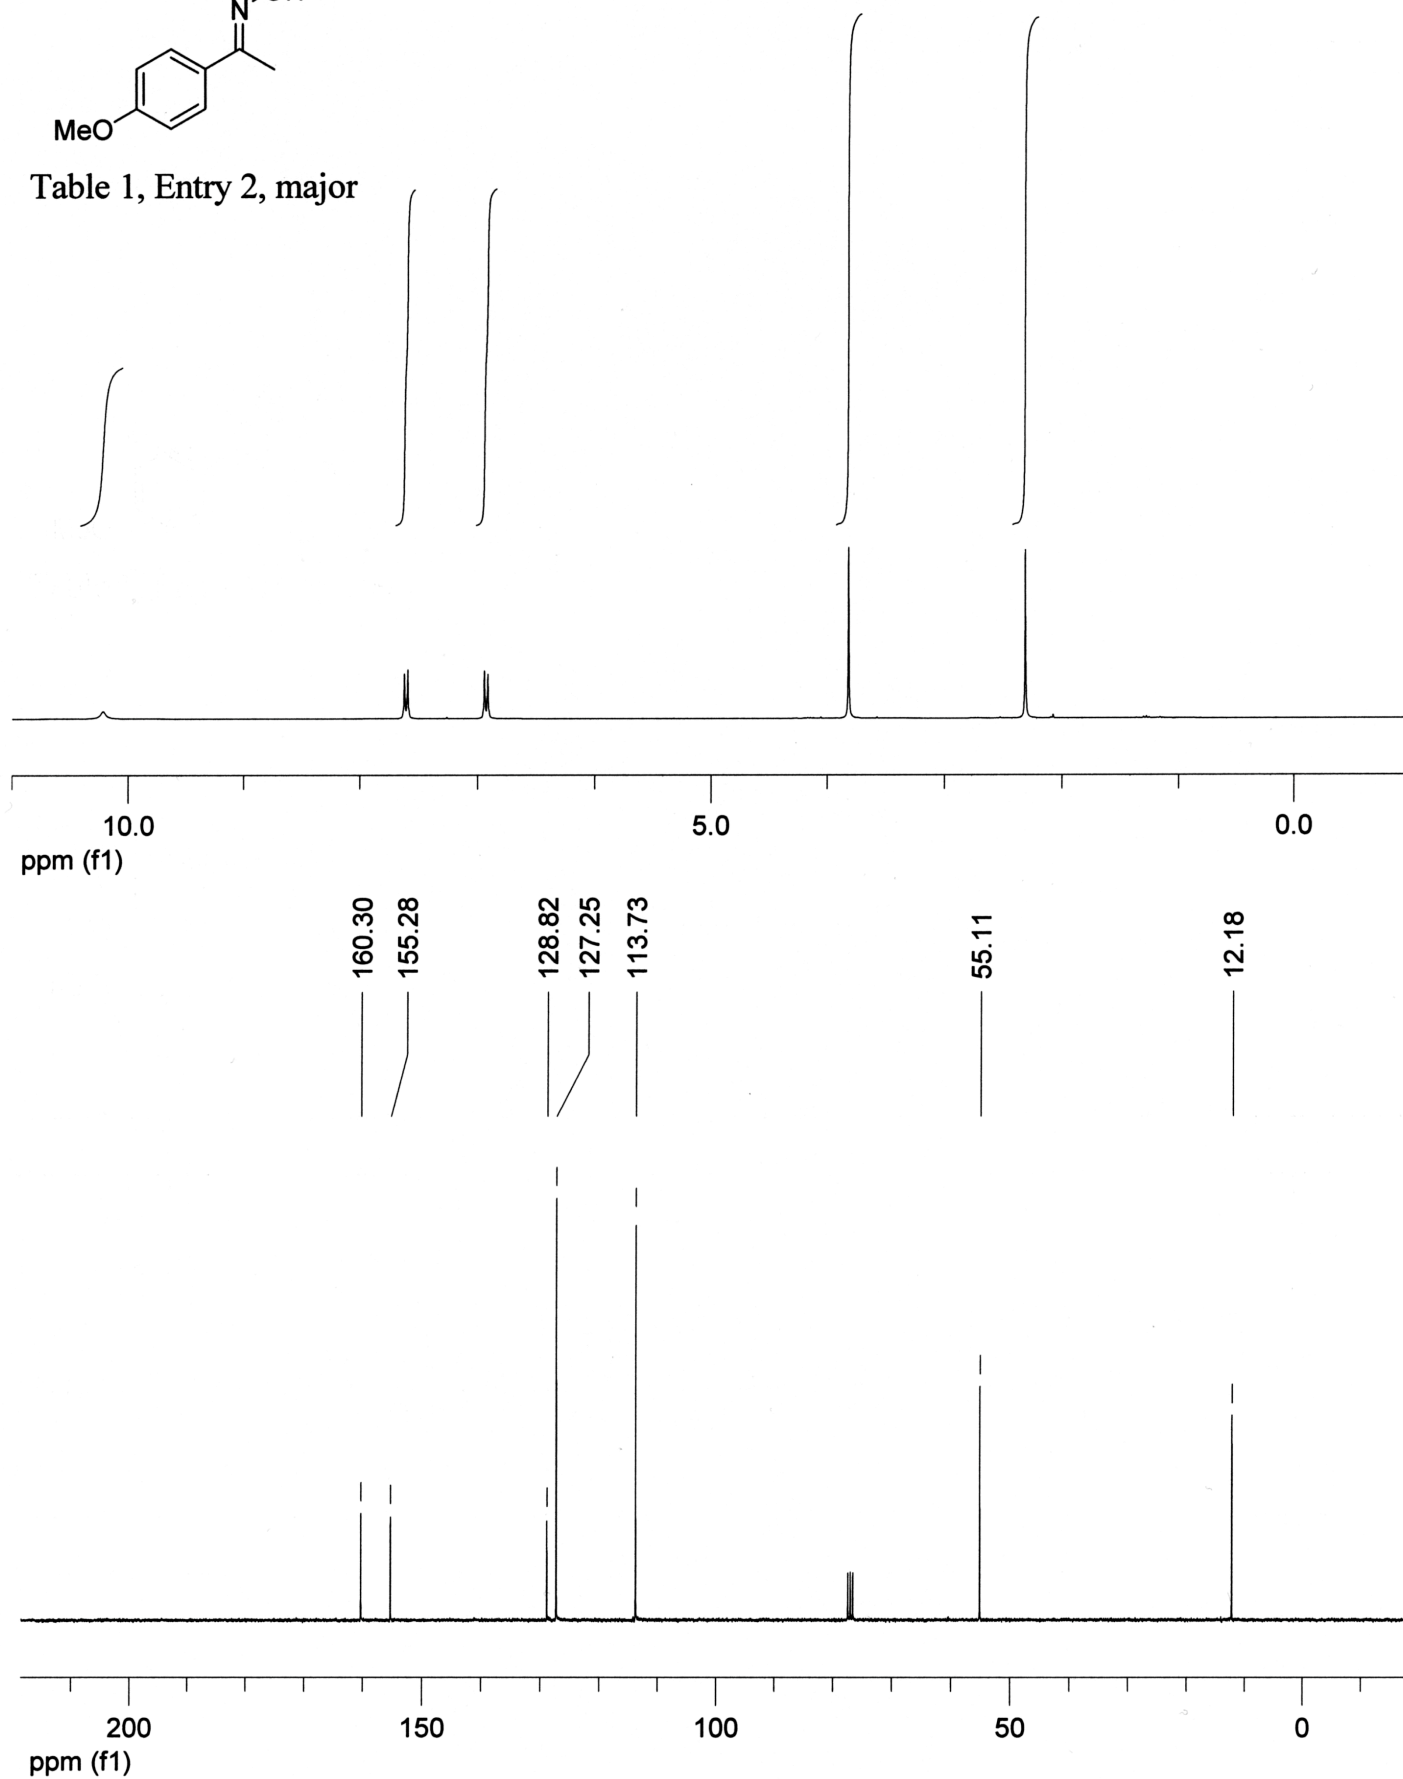 N
MeO
Table 1, Entry 2, major
10.0 5.0 0.0
ppm (f1)
160.30 155.28 128.82 127.25 113.73 55.11 12.18
200 150 100 50 0
ppm (f1)